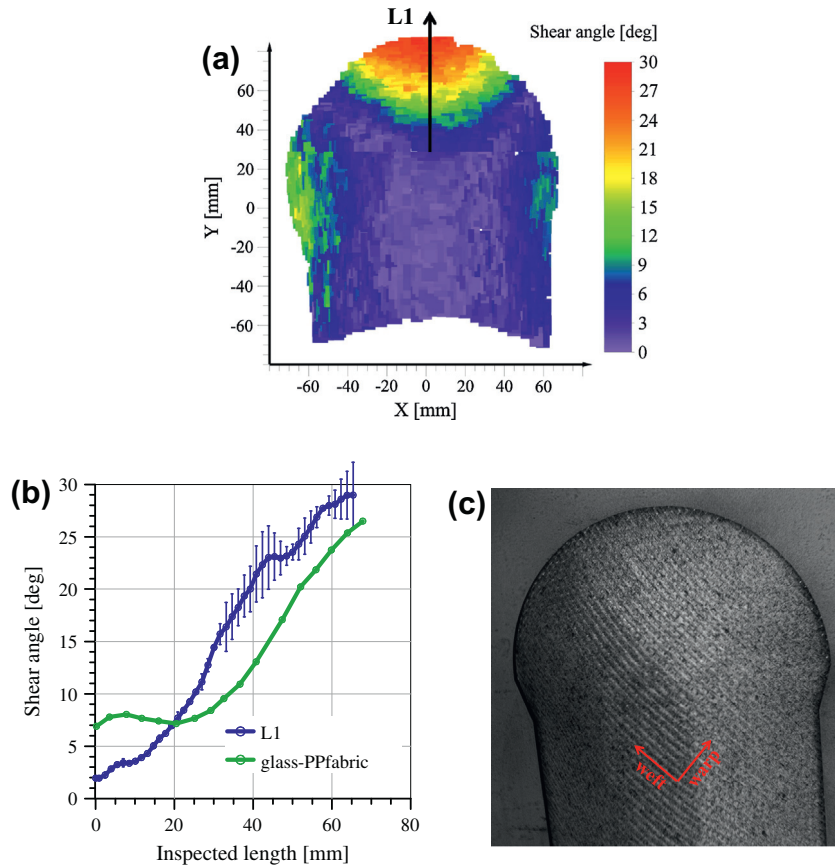 L1
(a)
Shear angle [deg]
30
27
24
21
18
15
12
9
6
3
0
60
40
20
0
-20
-40
-60
Y [mm]
-60 -40 -20 0 20 40 60
X [mm]
(b)
30
25
20
15
10
5
0
Shear angle [deg]
L1
glass-PPfabric
0 20 40 60 80
Inspected length [mm]
(c)
weft
warp